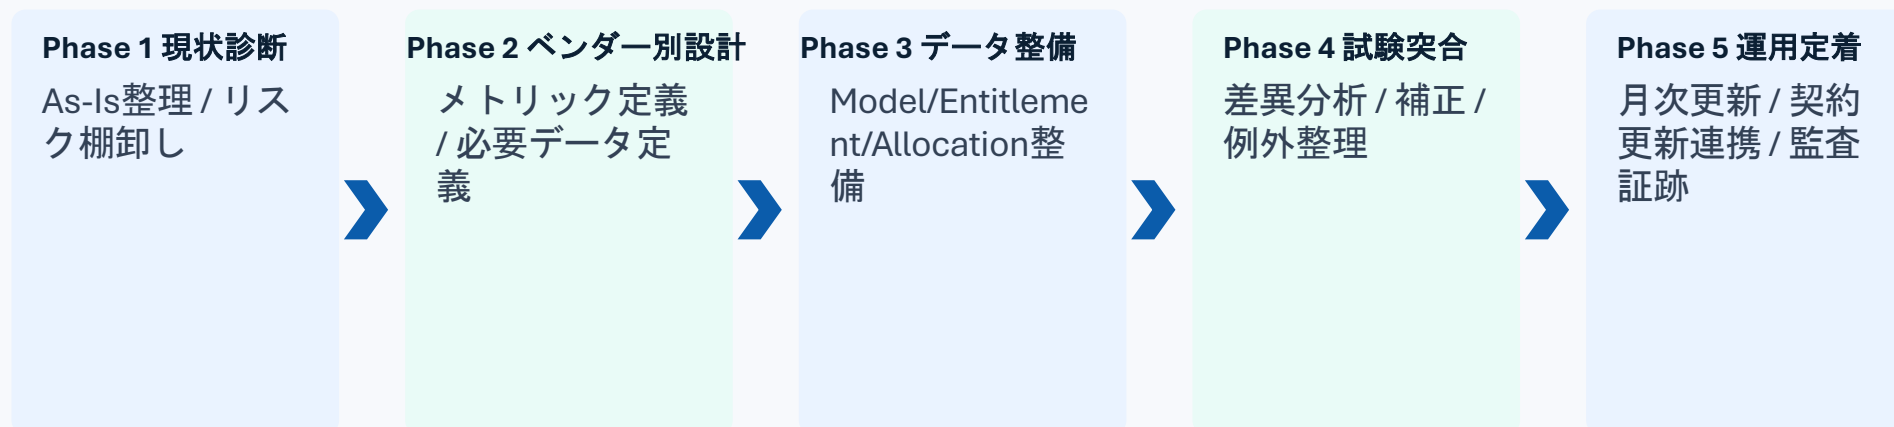 Phase 1 現状診断
As-Is整理 / リス
ク棚卸し
Phase 2 ベンダー別設計
メトリック定義
/ 必要データ定
義
Phase 3 データ整備
Model/Entitleme
nt/Allocation整
備
Phase 4 試験突合
差異分析 / 補正 /
例外整理
Phase 5 運用定着
月次更新 / 契約
更新連携 / 監査
証跡